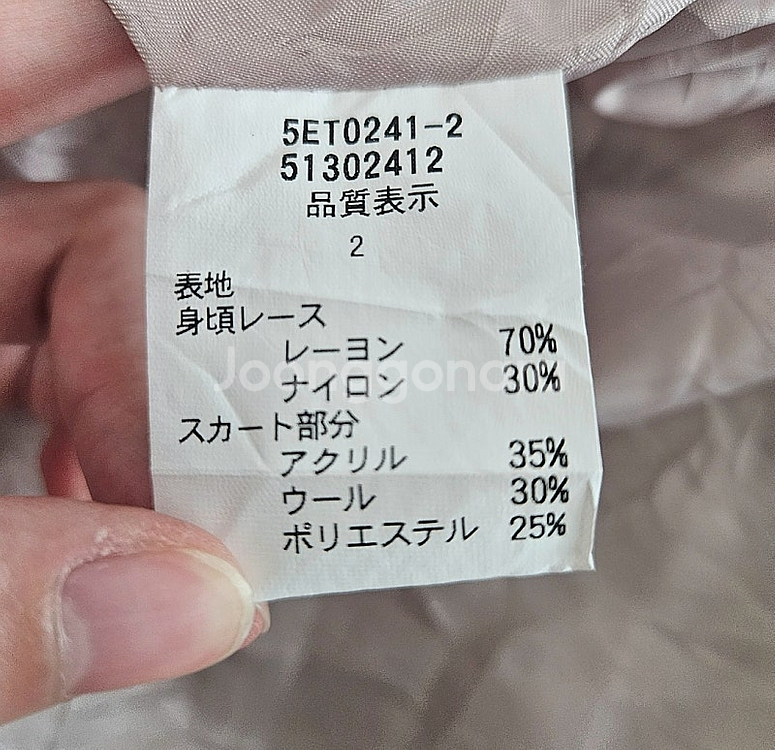 5ET0241-2
51302412
品質表示
2
表地
身頃レース
レーヨン 70%
ナイロン 30%
スカート部分
アクリル 35%
ウール 30%
ポリエステル 25%